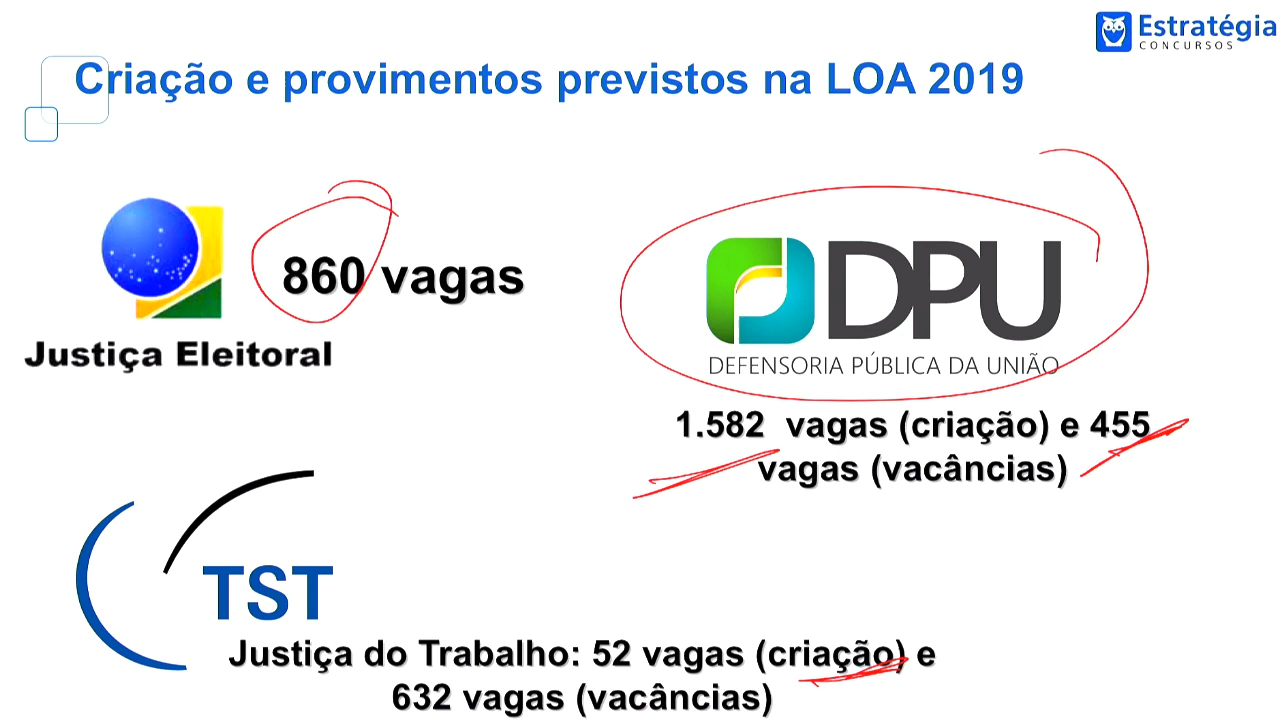 Estratégia
CONCURSOS
Criação e provimentos previstos na LOA 2019
860 vagas
Justiça Eleitoral
DPU
DEFENSORIA PÚBLICA DA UNIÃO
1.582 vagas (criação) e 455
vagas (vacâncias)
TST
Justiça do Trabalho: 52 vagas (criação) e
632 vagas (vacâncias)